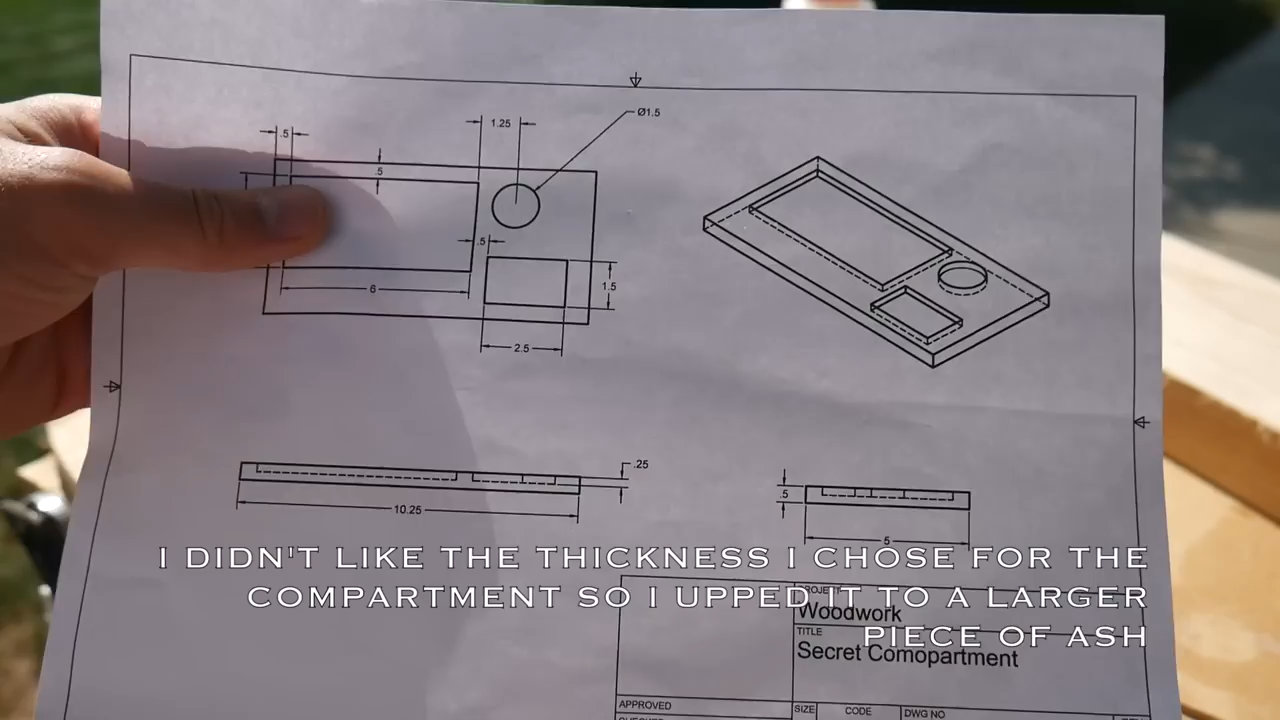 Ø1.5
1.25
.5
.5
.5
6
1.5
2.5
.25
10.25
.5
5
I DIDN'T LIKE THE THICKNESS I CHOSE FOR THE
COMPARTMENT SO I UPPED IT TO A LARGER
PIECE OF ASH
PROJECT
Woodwork
TITLE
Secret Comopartment
APPROVED
SIZE
CODE
DWG NO